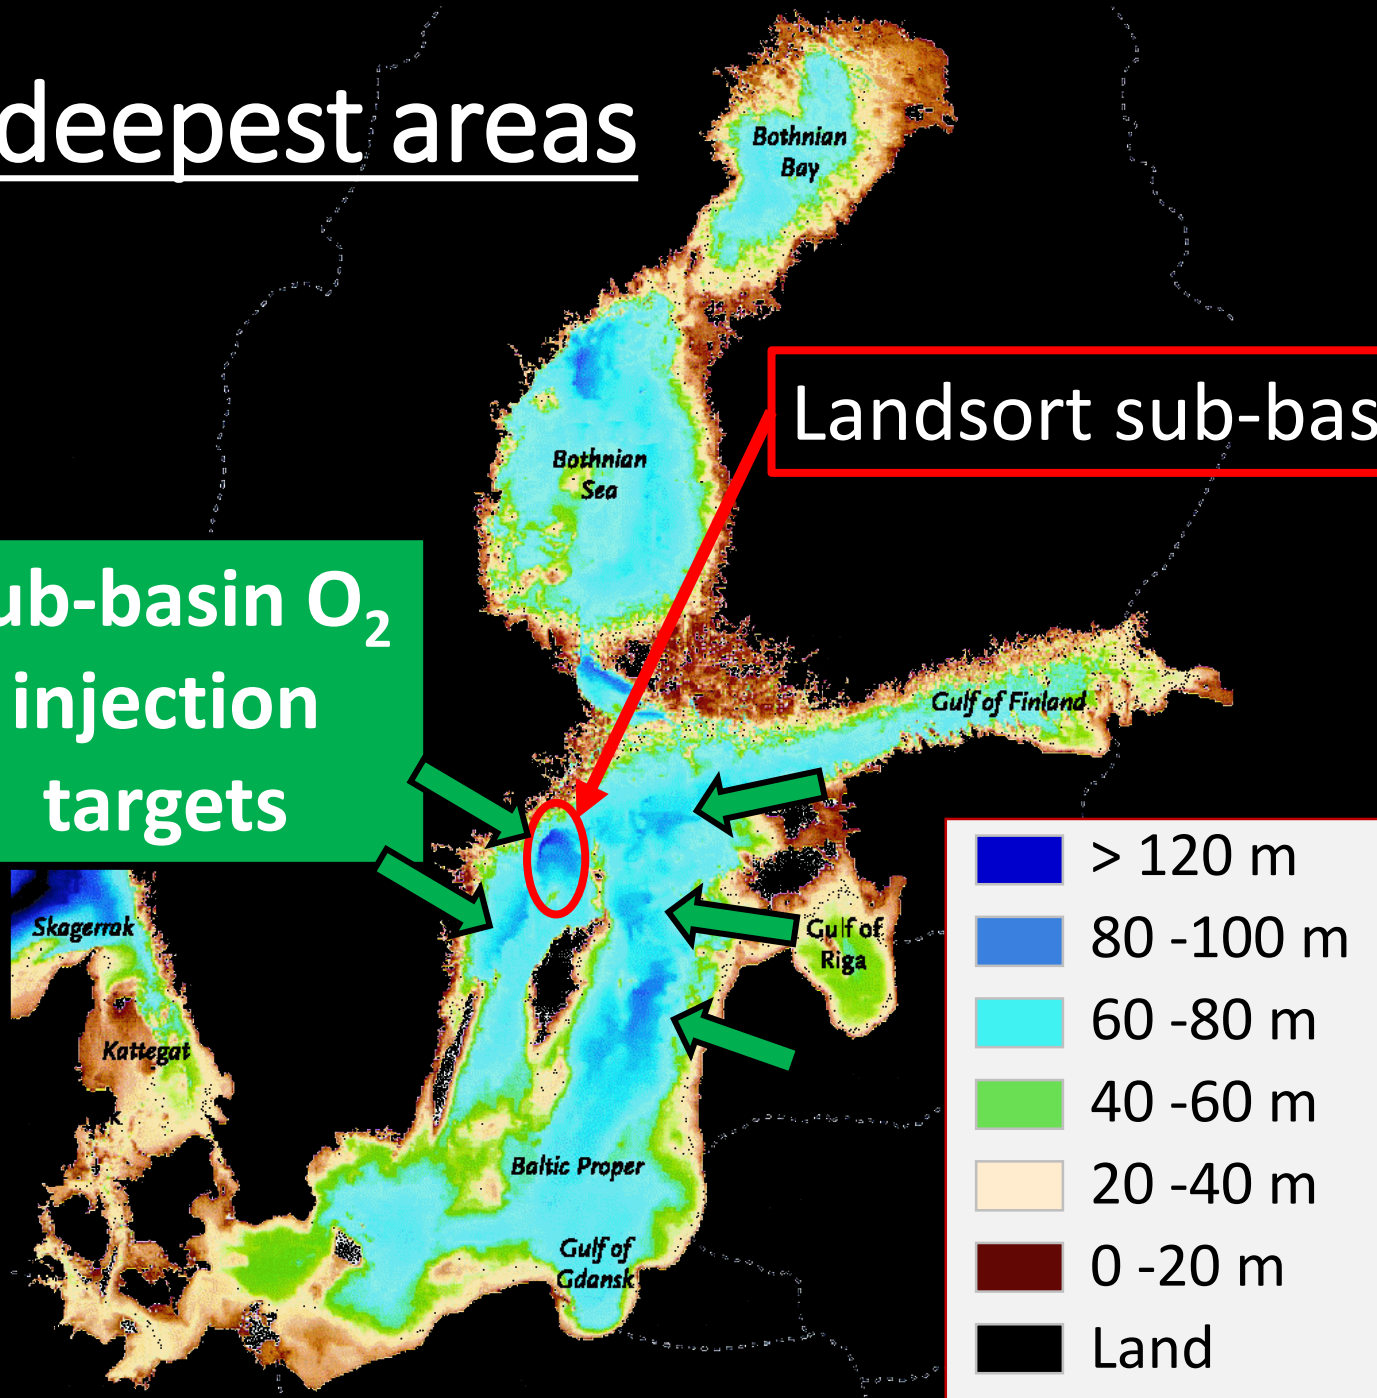 deepest areas
Bothnian
Bay
Landsort sub-bas
Bothnian
Sea
ub-basin O₂
injection
targets
Gulf of Finland
Skagerrak
Gulf of
Riga
Kattegat
Baltic Proper
Gulf of
Gdansk
> 120 m
80 -100 m
60 -80 m
40 -60 m
20 -40 m
0 -20 m
Land